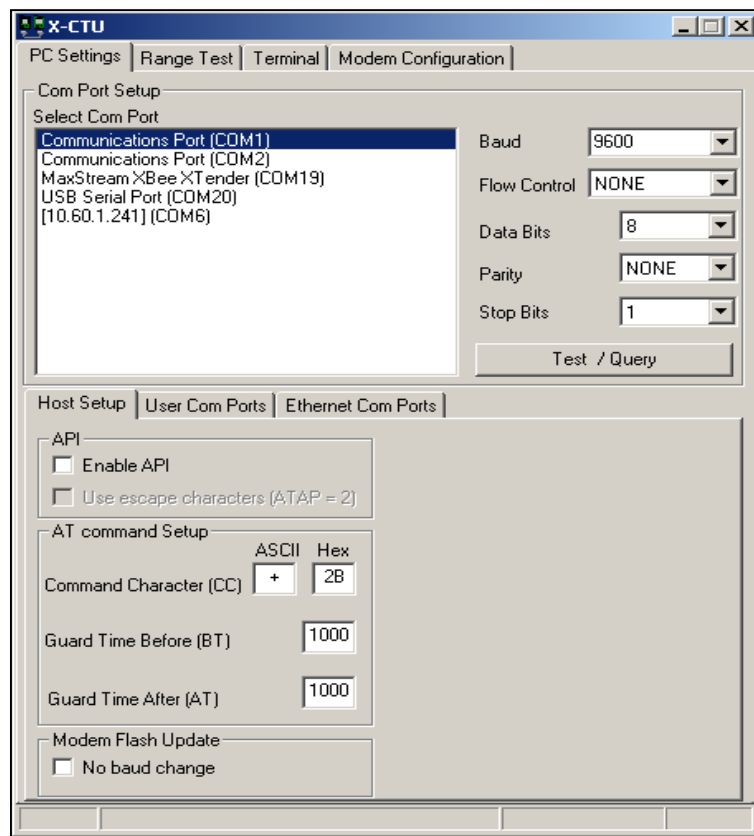 X-CTU
PC Settings Range Test Terminal Modem Configuration
Com Port Setup
Select Com Port
Communications Port (COM1)
Communications Port (COM2)
MaxStream XBee XTender (COM19)
USB Serial Port (COM20)
[10.60.1.241] (COM6)
Baud 9600
Flow Control NONE
Data Bits 8
Parity NONE
Stop Bits 1
Test / Query
Host Setup User Com Ports Ethernet Com Ports
API
Enable API
Use escape characters (ATAP = 2)
AT command Setup
ASCII Hex
Command Character (CC) + 2B
Guard Time Before (BT) 1000
Guard Time After (AT) 1000
Modem Flash Update
No baud change